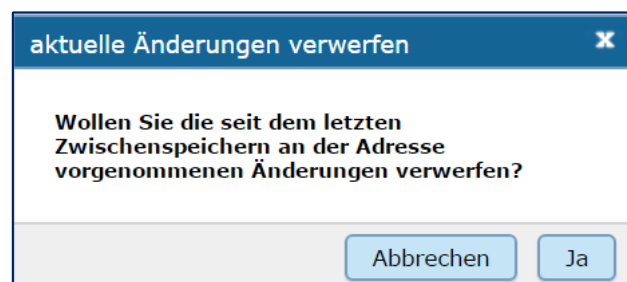 aktuelle Änderungen verwerfen x
Wollen Sie die seit dem letzten
Zwischenspeichern an der Adresse
vorgenommenen Änderungen verwerfen?
Abbrechen Ja